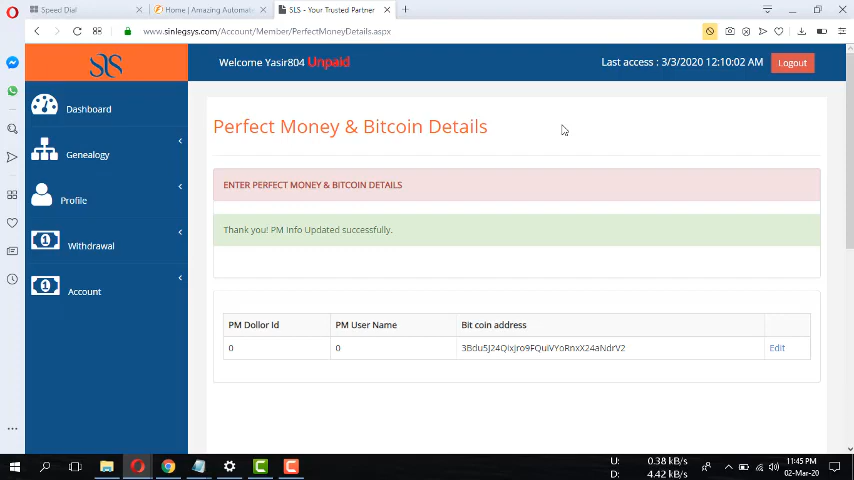 Speed Dial
Home | Amazing Automat
SLS - Your Trusted Partner
www.sinlegsys.com/Account/Member/PerfectMoneyDetails.aspx
SLS
Welcome Yasir804 Unpaid
Last access : 3/3/2020 12:10:02 AM
Logout
Dashboard
Genealogy
Profile
Withdrawal
Account
Perfect Money & Bitcoin Details
ENTER PERFECT MONEY & BITCOIN DETAILS
Thank you! PM Info Updated successfully.
PM Dollor Id PM User Name Bit coin address
0 0 Edit
U: 0.38 kB/s
D: 4.42 kB/s
11:45 PM
02-Mar-20